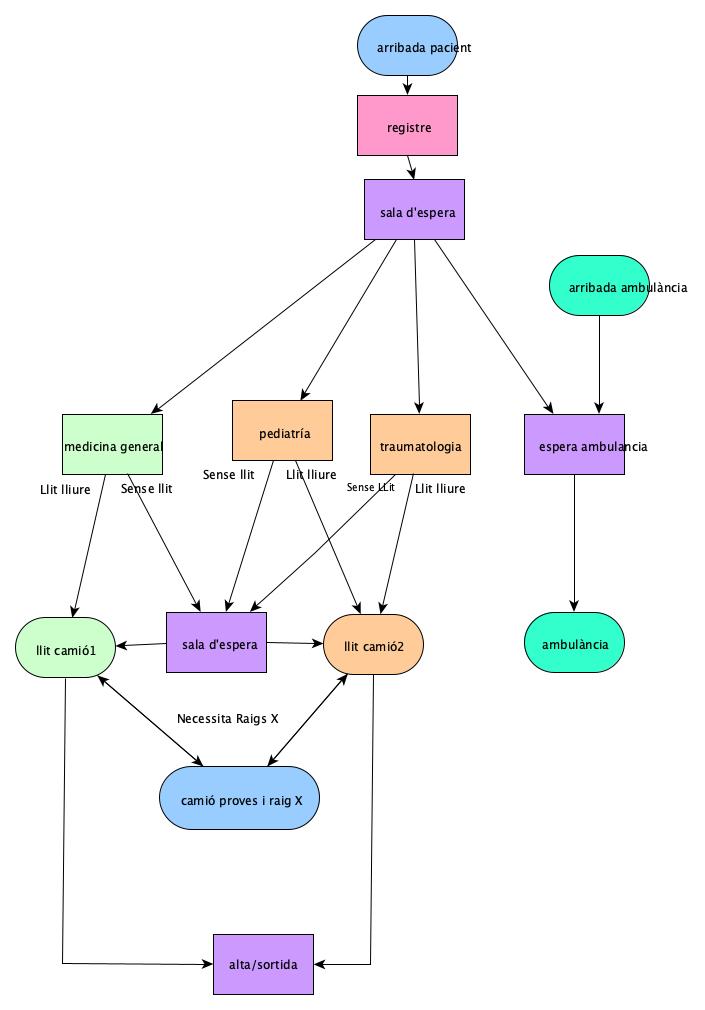 arribada pacient
registre
sala d'espera
arribada ambulància
medicina general
pediatría
traumatologia
espera ambulancia
Llit lliure
Sense llit
Sense llit
Llit lliure
Sense LLit
Llit lliure
llit camió1
sala d'espera
llit camió2
ambulància
Necessita Raigs X
camió proves i raig X
alta/sortida